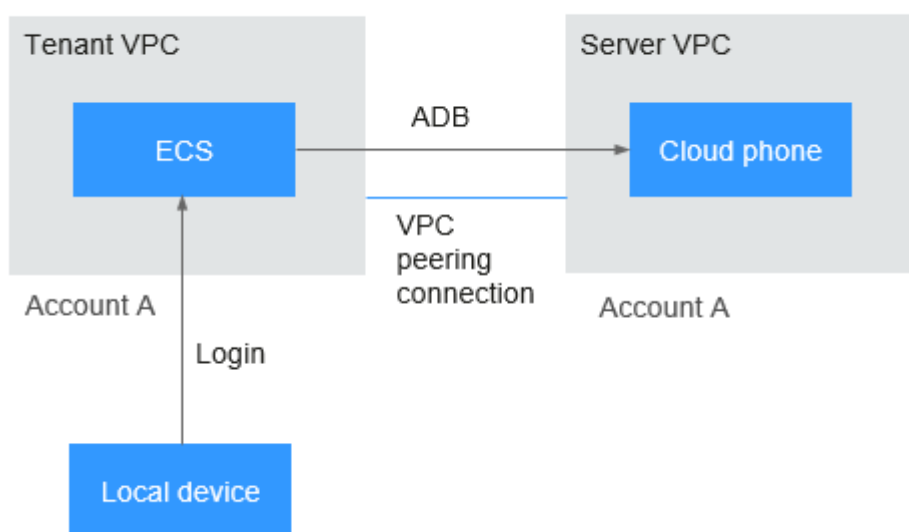 Tenant VPC
Server VPC
ECS
ADB
Cloud phone
VPC
peering
connection
Account A
Account A
Login
Local device